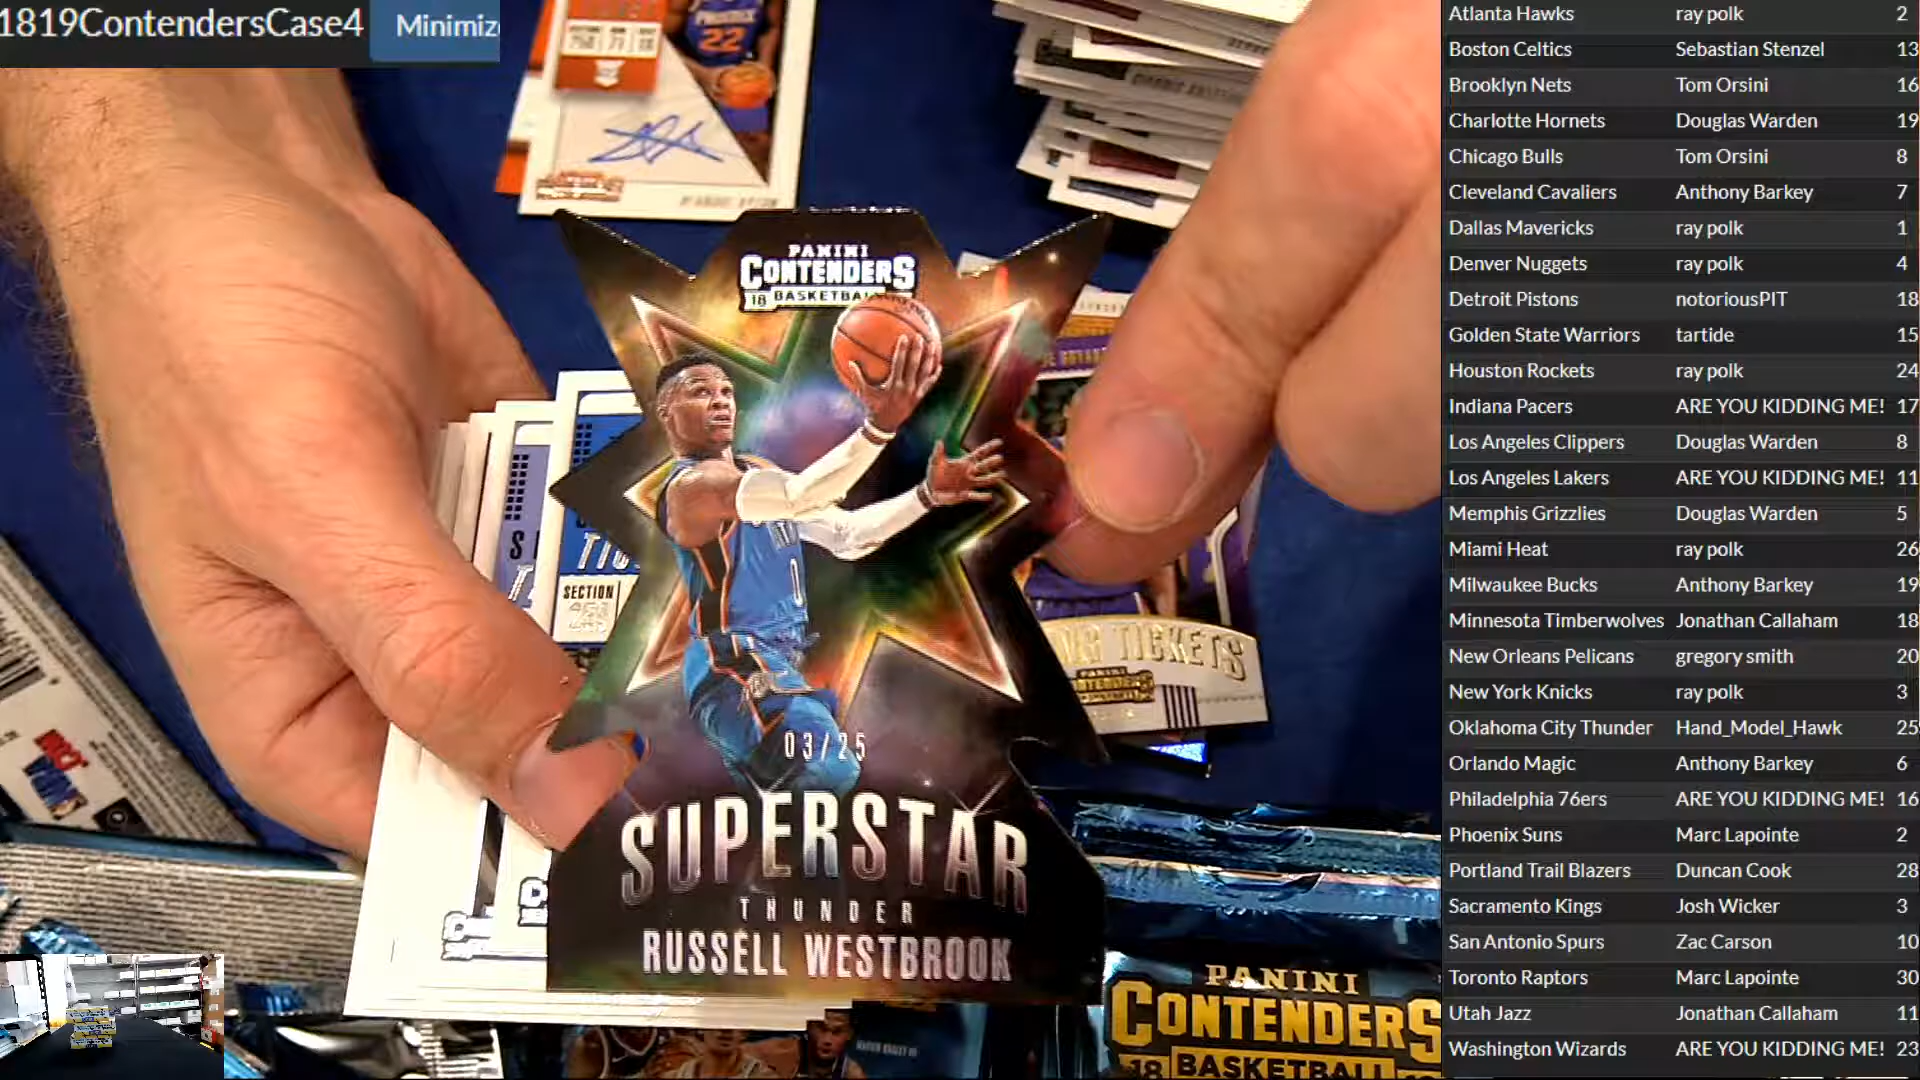 1819ContendersCase4
Minimiz
PHOENIX
22
PANINI
CONTENDERS
18 BASKETBAL
SECTION
03/25
SUPERSTAR
THUNDER
RUSSELL WESTBROOK
TICKETS
PANINI
CONTENDERS
18 BASKETBALL
Atlanta Hawks ray polk 2
Boston Celtics Sebastian Stenzel 13
Brooklyn Nets Tom Orsini 16
Charlotte Hornets Douglas Warden 19
Chicago Bulls Tom Orsini 8
Cleveland Cavaliers Anthony Barkey 7
Dallas Mavericks ray polk 1
Denver Nuggets ray polk 4
Detroit Pistons notoriousPIT 18
Golden State Warriors tartide 15
Houston Rockets ray polk 24
Indiana Pacers ARE YOU KIDDING ME! 17
Los Angeles Clippers Douglas Warden 8
Los Angeles Lakers ARE YOU KIDDING ME! 11
Memphis Grizzlies Douglas Warden 5
Miami Heat ray polk 26
Milwaukee Bucks Anthony Barkey 19
Minnesota Timberwolves Jonathan Callaham 18
New Orleans Pelicans gregory smith 20
New York Knicks ray polk 3
Oklahoma City Thunder Hand_Model_Hawk 25
Orlando Magic Anthony Barkey 6
Philadelphia 76ers ARE YOU KIDDING ME! 16
Phoenix Suns Marc Lapointe 2
Portland Trail Blazers Duncan Cook 28
Sacramento Kings Josh Wicker 3
San Antonio Spurs Zac Carson 10
Toronto Raptors Marc Lapointe 30
Utah Jazz Jonathan Callaham 11
Washington Wizards ARE YOU KIDDING ME! 23